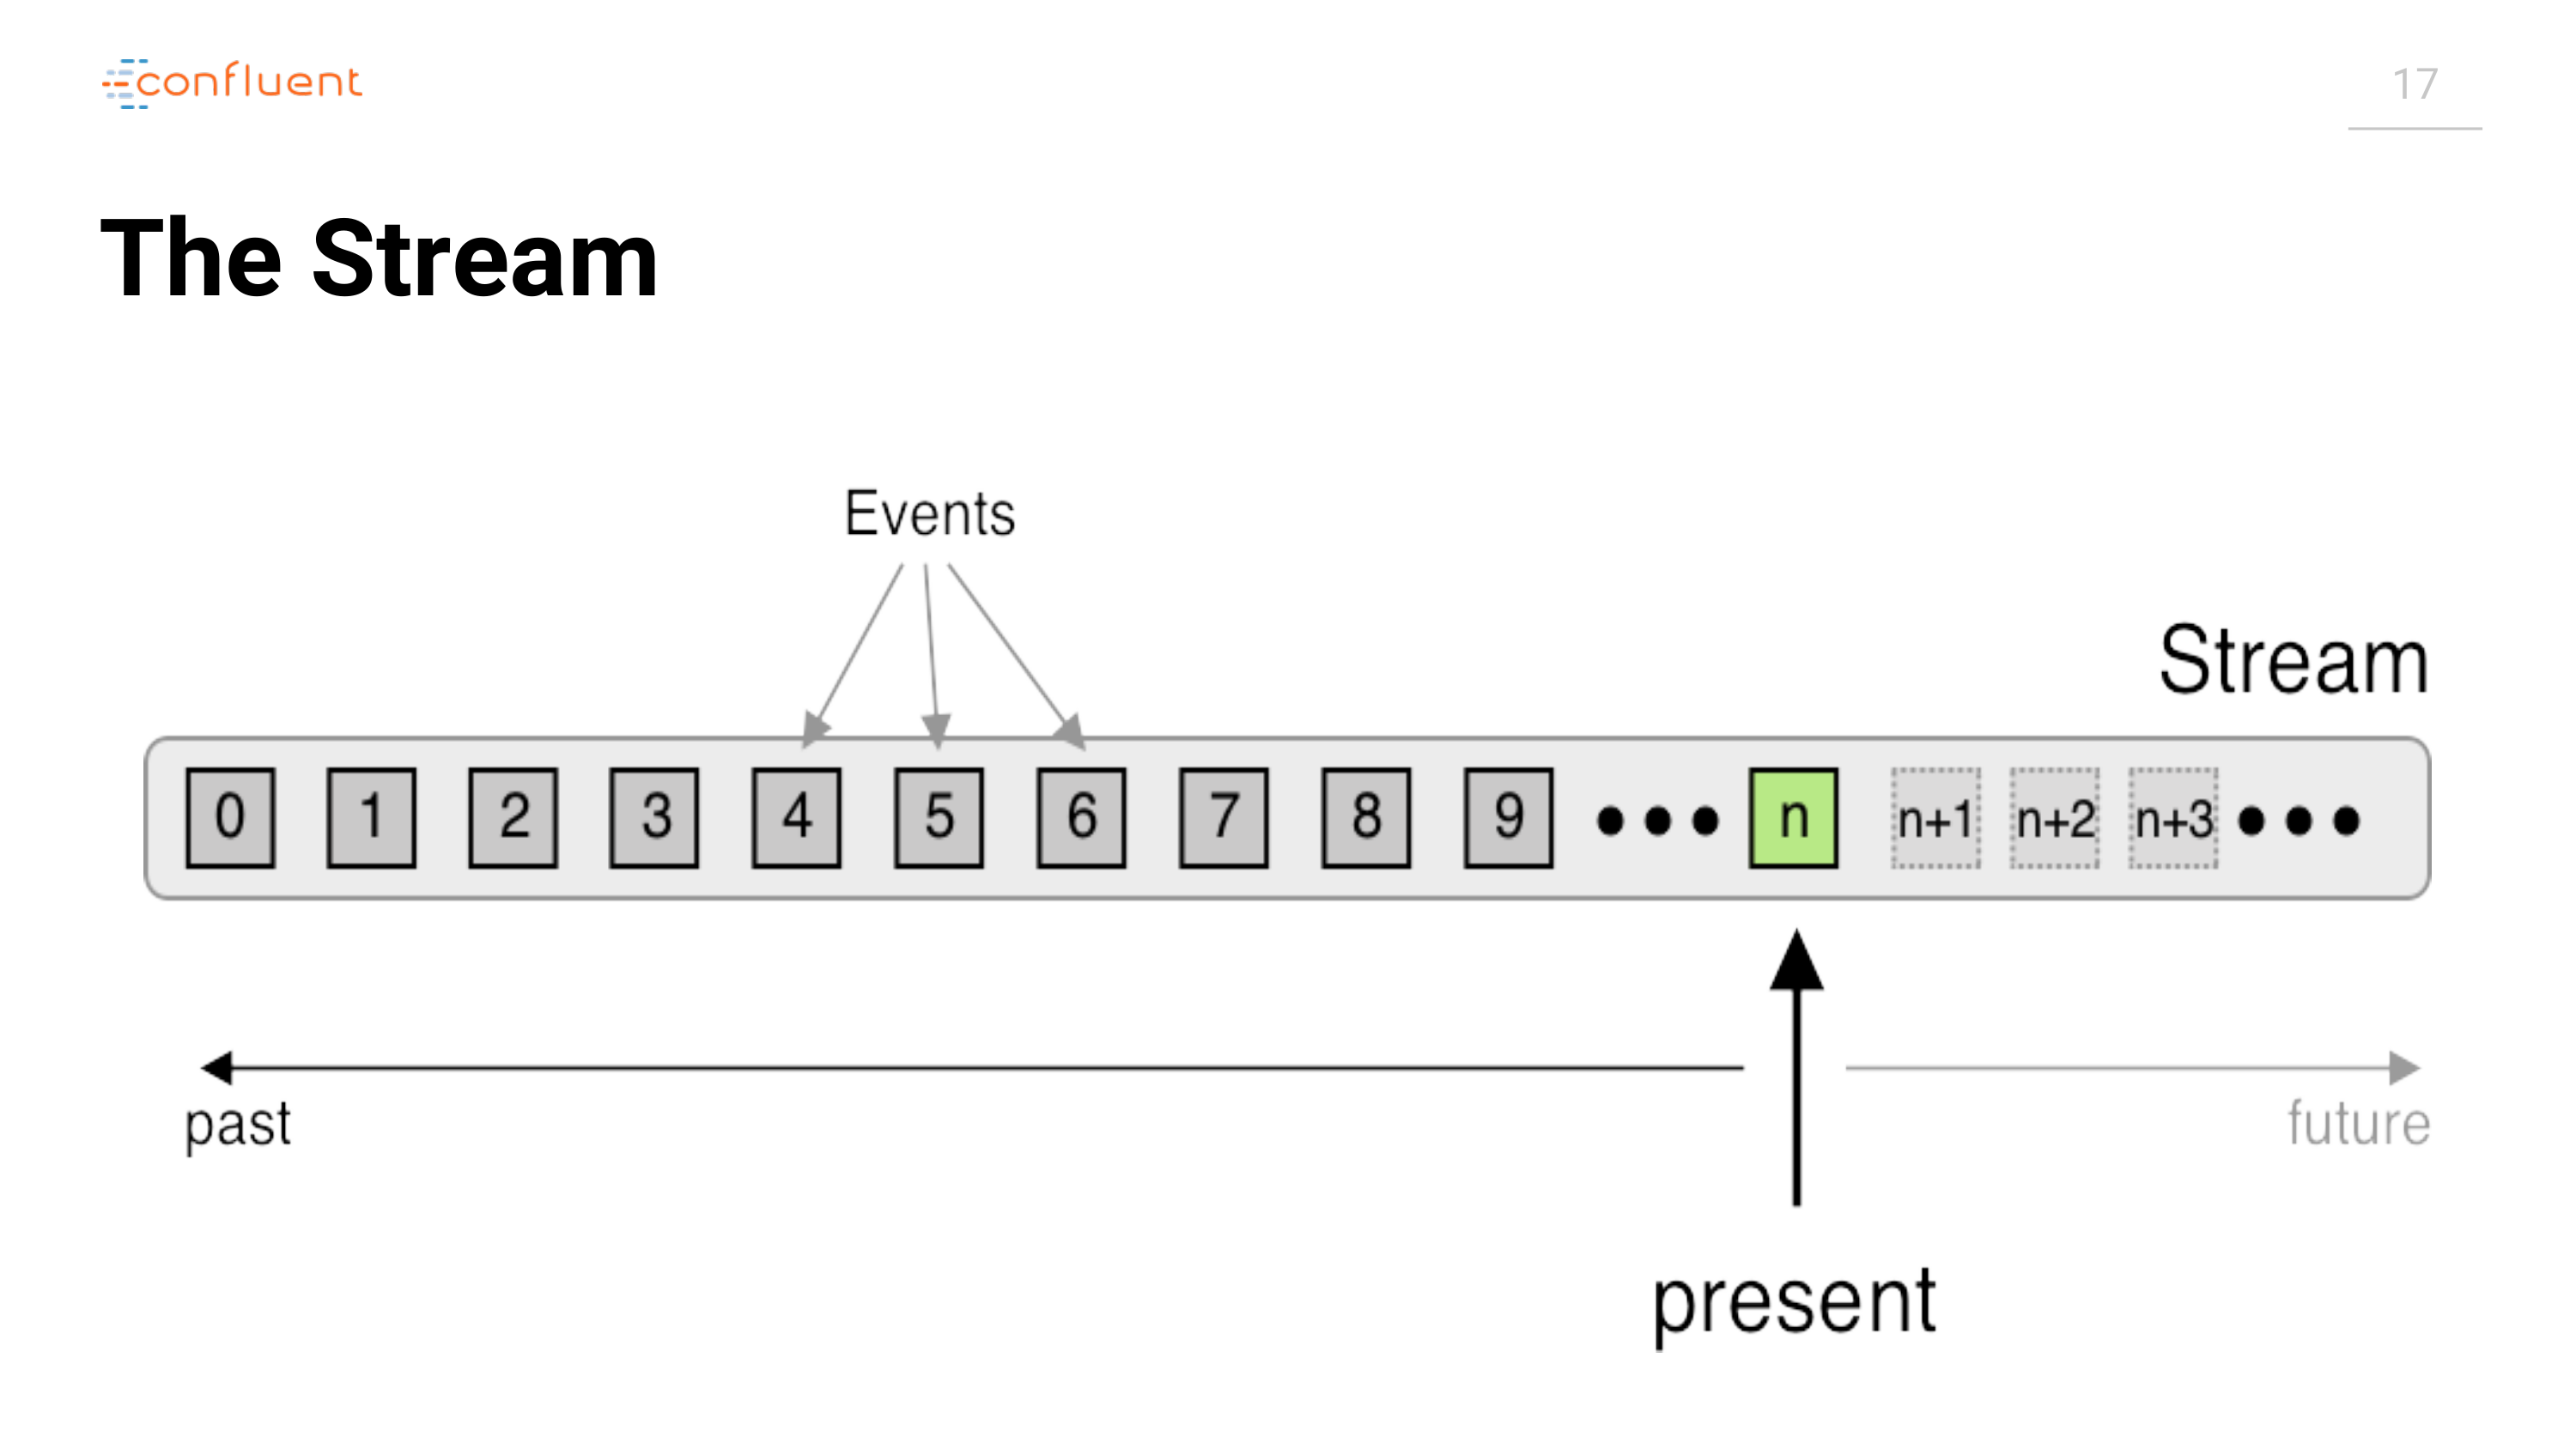 confluent
17
The Stream
Events
Stream
0 1 2 3 4 5 6 7 8 9 ••• n n+1 n+2 n+3 •••
past
future
present